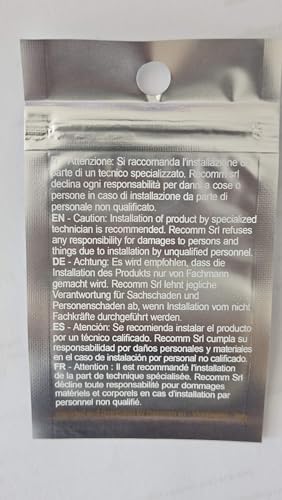 Attenzione: Si raccomanda l'installazione da
parte di un tecnico specializzato. Recomm srl
declina ogni responsabilità per danni a cose o
persone in caso di installazione da parte di
personale non qualificato.
EN - Caution: Installation of product by specialized
technician is recommended. Recomm Srl refuses
any responsibility for damages to persons and
things due to installation by unqualified personnel.
DE - Achtung: Es wird empfohlen, dass die
Installation des Produkts nur von Fachmann
gemacht wird. Recomm Srl lehnt jegliche
Verantwortung für Sachschaden und
Personenschaden ab, wenn Installation vom nicht
Fachkräfte durchgeführt werden.
ES - Atención: Se recomienda instalar el producto
por un técnico calificado. Recomm Srl cumpla su
responsabilidad por daños personales y materiales
en el caso de instalación por personal no calificado.
FR - Attention : Il est recommandé l'installation
de la part de technique spécialisée. Recomm Srl
décline toute responsabilité pour dommages
matériels et corporels en cas d'installation par
personnel non qualifié.